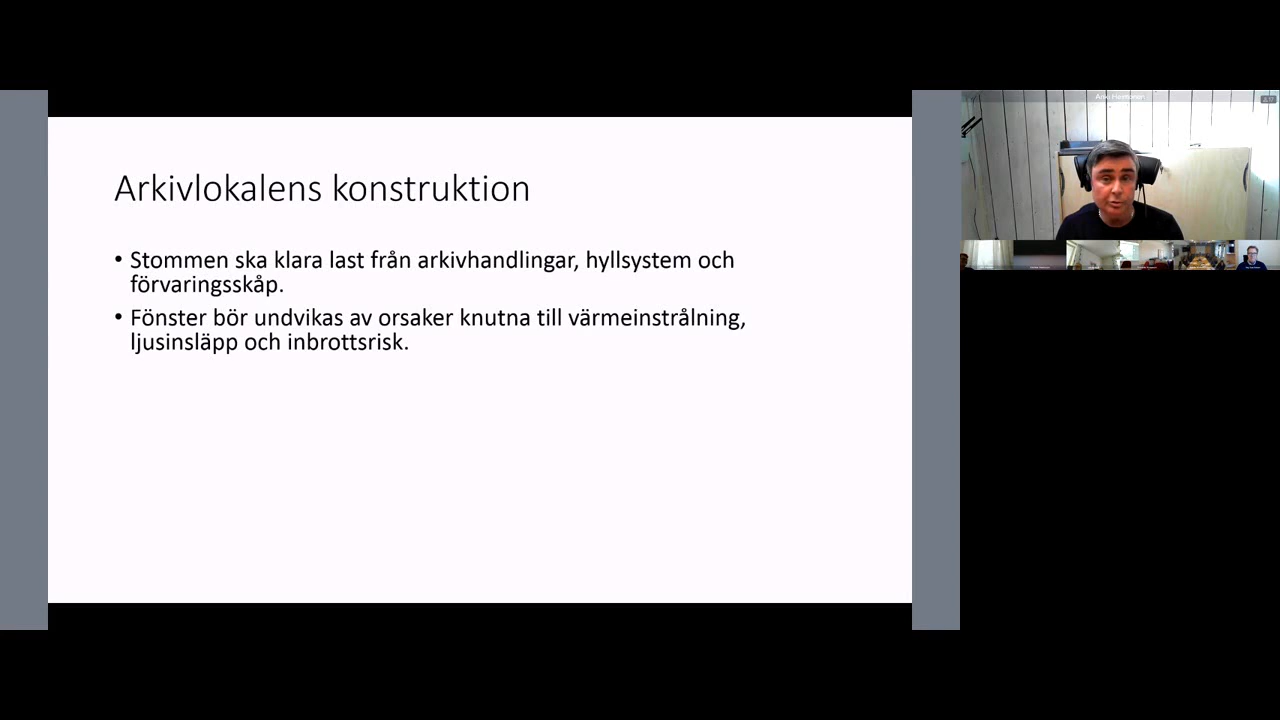 Arkivlokalens konstruktion
• Stommen ska klara last från arkivhandlingar, hyllsystem och
förvaringsskåp.
• Fönster bör undvikas av orsaker knutna till värmeinstrålning,
ljusinsläpp och inbrottsrisk.